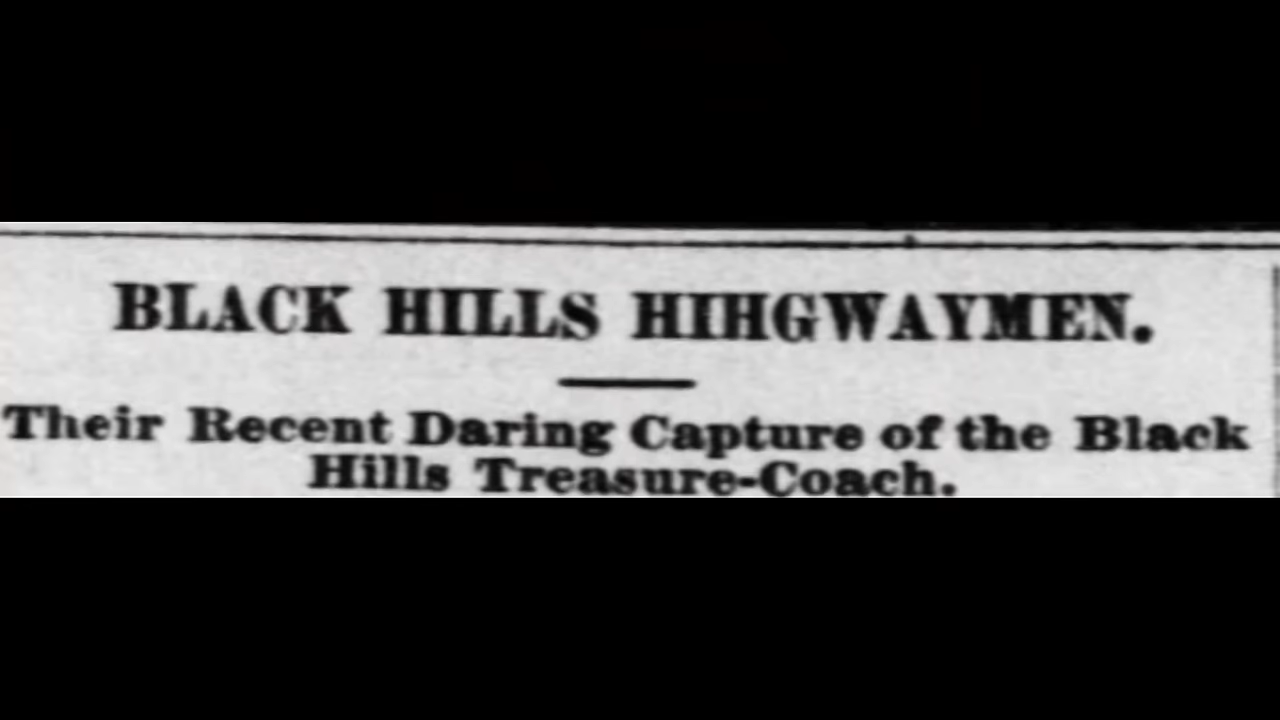 BLACK HILLS HIHGWAYMEN.
Their Recent Daring Capture of the Black
Hills Treasure-Coach.